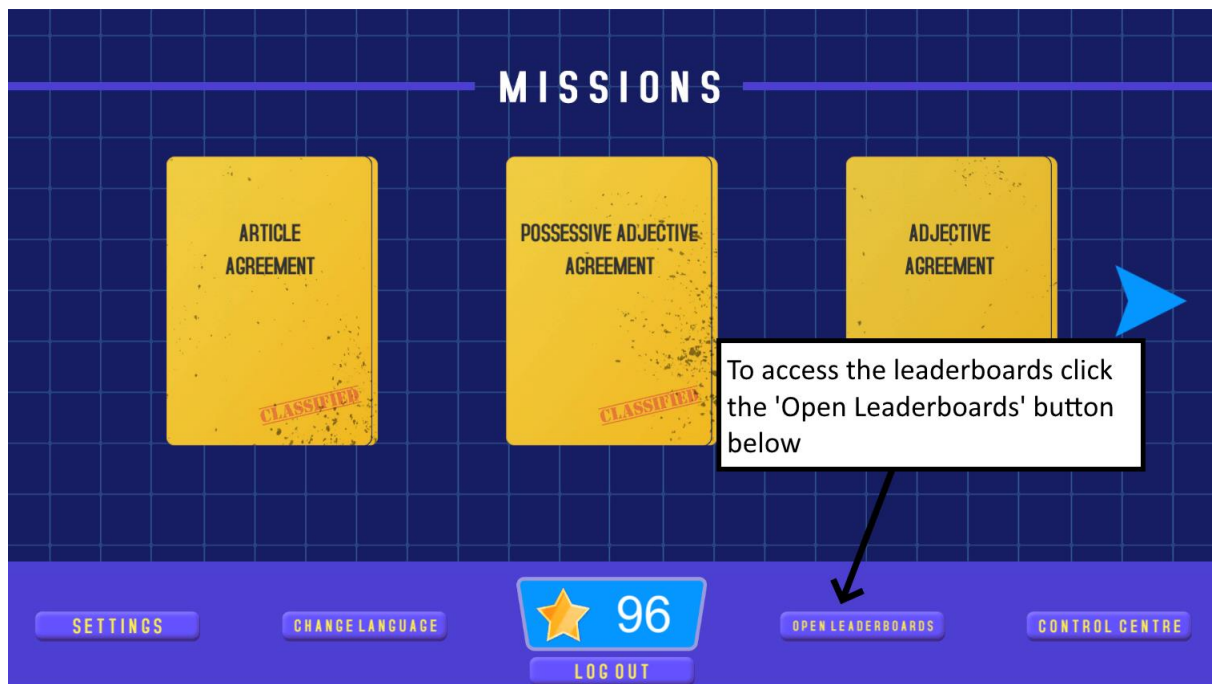 MISSIONS
ARTICLE
AGREEMENT
CLASSIFIED
POSSESSIVE ADJECTIVE
AGREEMENT
CLASSIFIED
ADJECTIVE
AGREEMENT
To access the leaderboards click
the 'Open Leaderboards' button
below
SETTINGS
CHANGE LANGUAGE
96
LOG OUT
OPEN LEADERBOARDS
CONTROL CENTRE